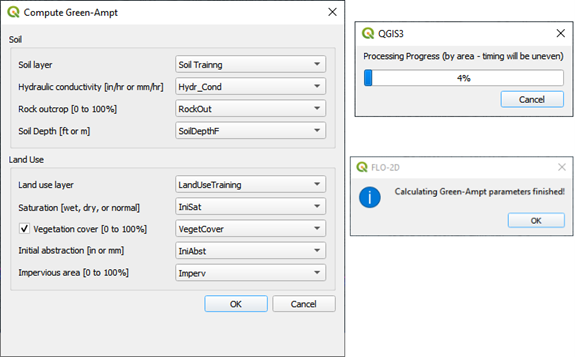 Compute Green-Ampt
Soil
Soil layer
Soil Trainng
Hydraulic conductivity [in/hr or mm/hr]
Hydr_Cond
Rock outcrop [0 to 100%]
RockOut
Soil Depth [ft or m]
SoilDepthF
Land Use
Land use layer
LandUseTraining
Saturation [wet, dry, or normal]
IniSat
Vegetation cover [0 to 100%]
VegetCover
Initial abstraction [in or mm]
IniAbst
Impervious area [0 to 100%]
Imperv
OK
Cancel
QGIS3
Processing Progress (by area - timing will be uneven)
4%
Cancel
FLO-2D
Calculating Green-Ampt parameters finished!
OK